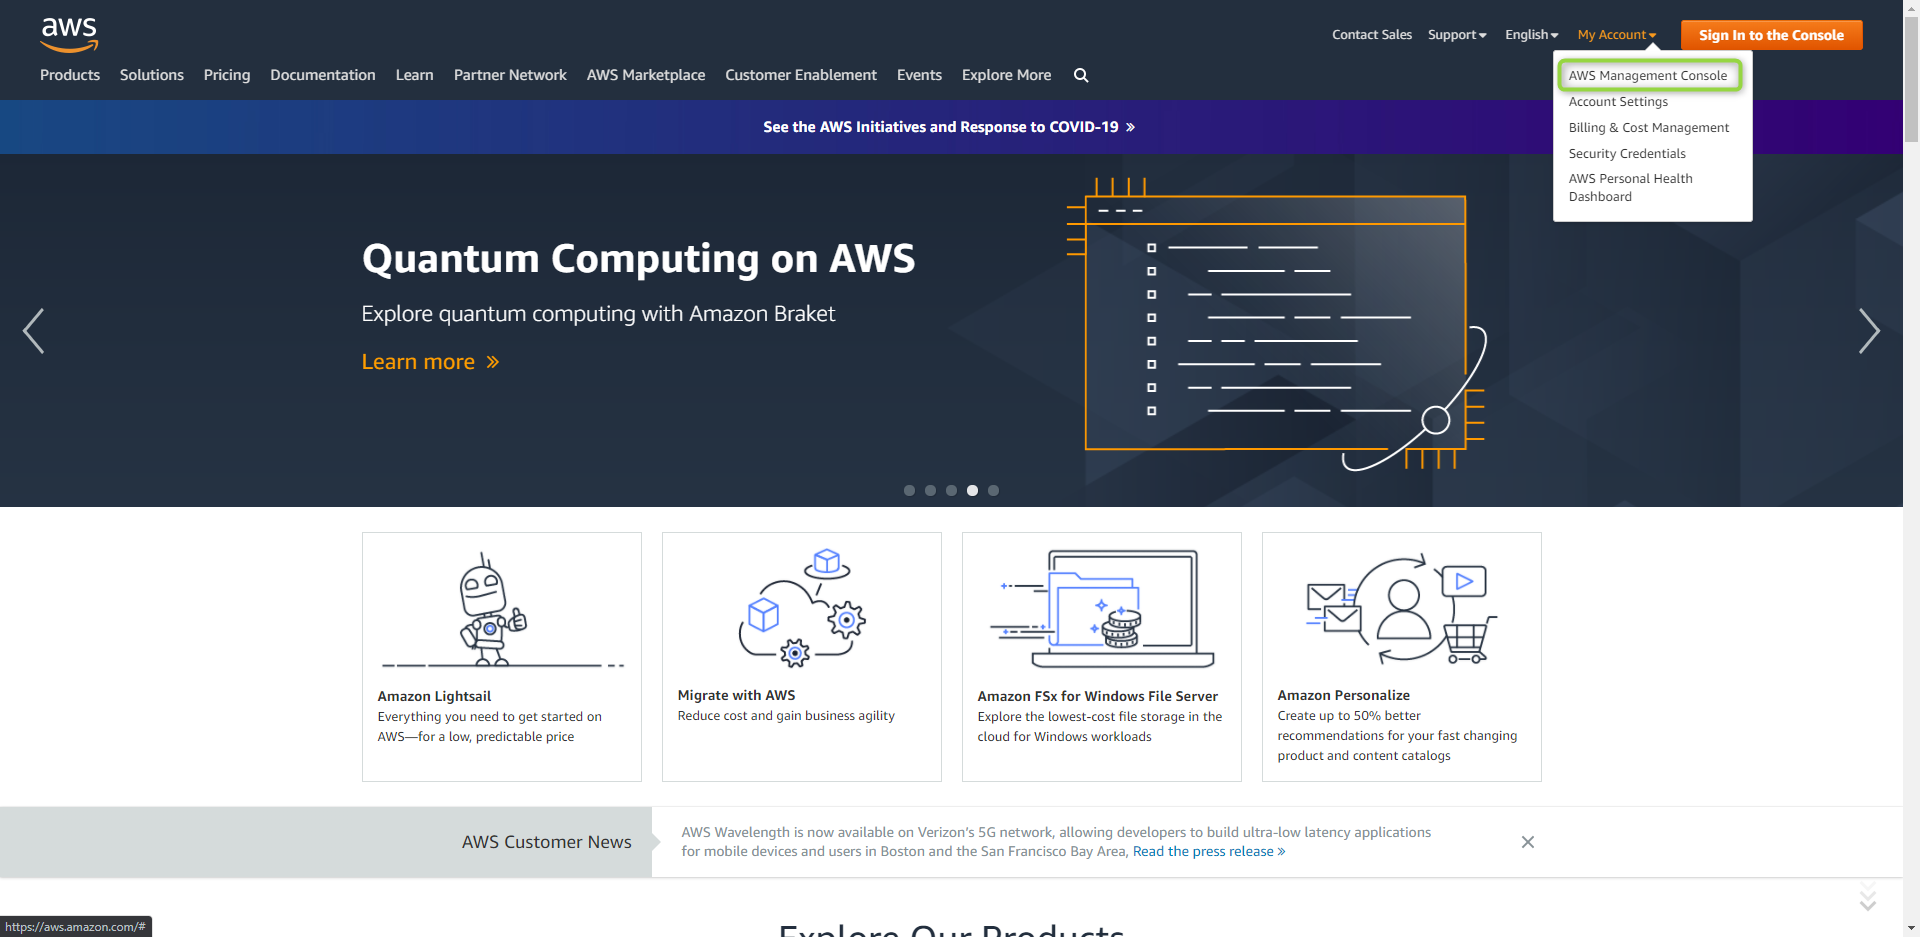 aws
Contact Sales Support English My Account Sign In to the Console
Products Solutions Pricing Documentation Learn Partner Network AWS Marketplace Customer Enablement Events Explore More
AWS Management Console
Account Settings
Billing & Cost Management
Security Credentials
AWS Personal Health
Dashboard
See the AWS Initiatives and Response to COVID-19 »
Quantum Computing on AWS
Explore quantum computing with Amazon Braket
Learn more »
Amazon Lightsail
Everything you need to get started on
AWS—for a low, predictable price
Migrate with AWS
Reduce cost and gain business agility
Amazon FSx for Windows File Server
Explore the lowest-cost file storage in the
cloud for Windows workloads
Amazon Personalize
Create up to 50% better
recommendations for your fast changing
product and content catalogs
AWS Customer News
AWS Wavelength is now available on Verizon's 5G network, allowing developers to build ultra-low latency applications
for mobile devices and users in Boston and the San Francisco Bay Area, Read the press release »
Explore Our Products
https://aws.amazon.com/#